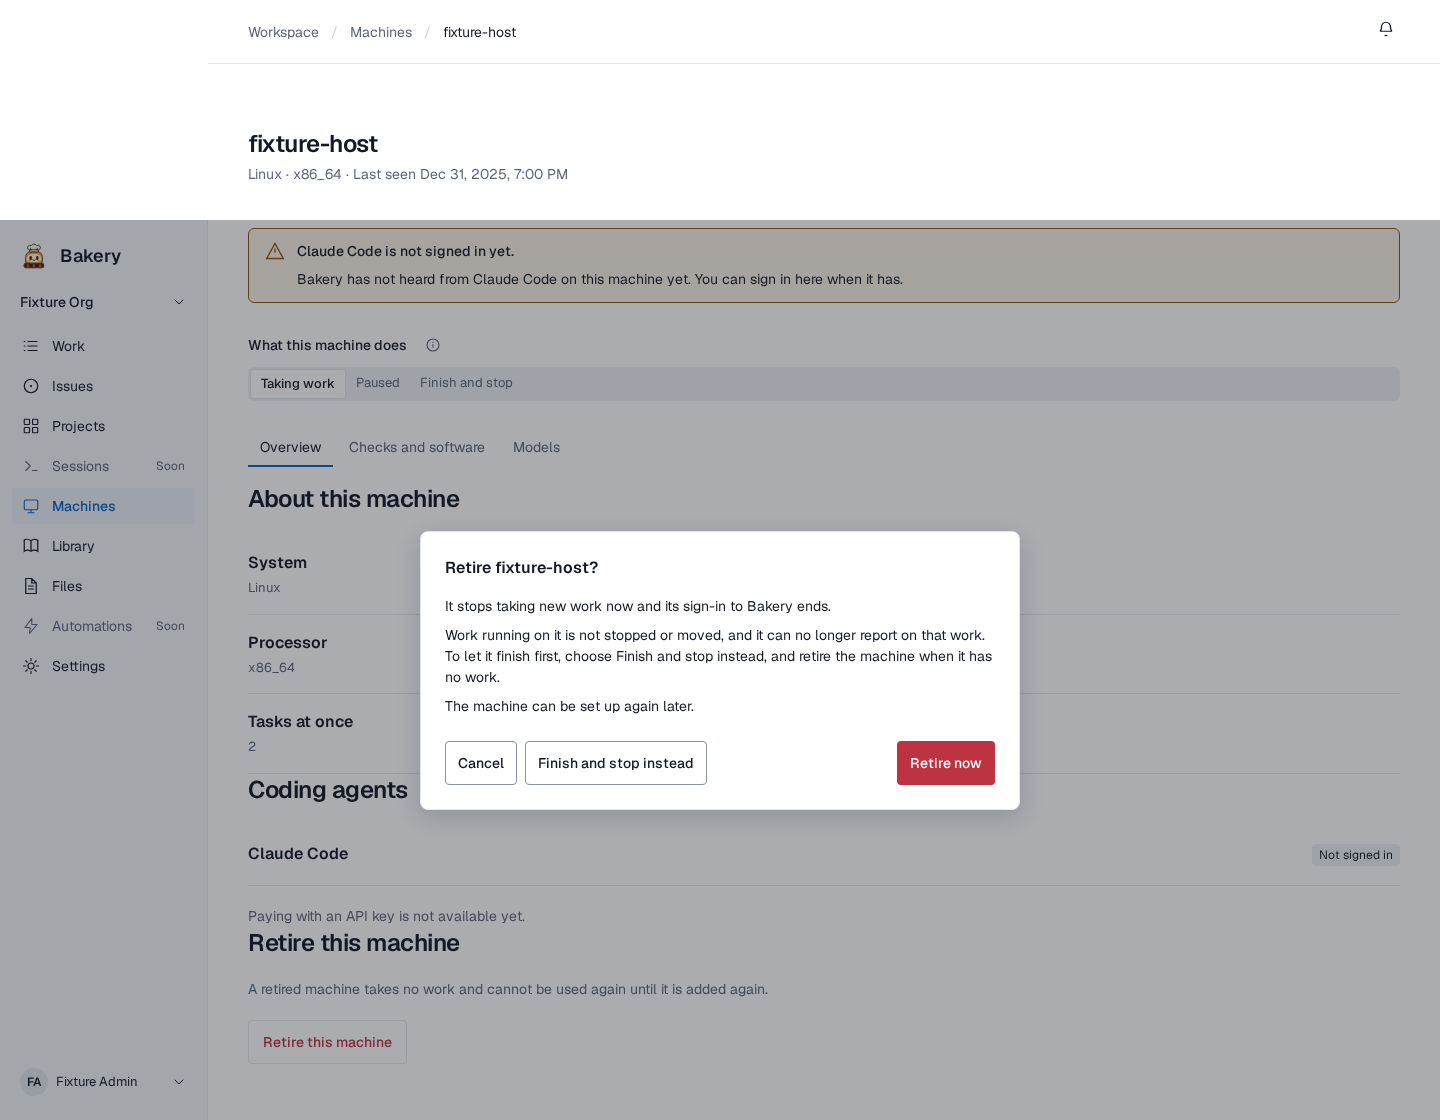 Workspace / Machines / fixture-host
fixture-host
Linux · x86_64 · Last seen Dec 31, 2025, 7:00 PM
Bakery
Fixture Org
Work
Issues
Projects
Sessions Soon
Machines
Library
Files
Automations Soon
Settings
FA Fixture Admin
Claude Code is not signed in yet.
Bakery has not heard from Claude Code on this machine yet. You can sign in here when it has.
What this machine does
Taking work Paused Finish and stop
Overview Checks and software Models
About this machine
System
Linux
Processor
x86_64
Tasks at once
2
Coding agents
Claude Code Not signed in
Paying with an API key is not available yet.
Retire this machine
A retired machine takes no work and cannot be used again until it is added again.
Retire this machine
Retire fixture-host?
It stops taking new work now and its sign-in to Bakery ends.
Work running on it is not stopped or moved, and it can no longer report on that work.
To let it finish first, choose Finish and stop instead, and retire the machine when it has
no work.
The machine can be set up again later.
Cancel Finish and stop instead Retire now